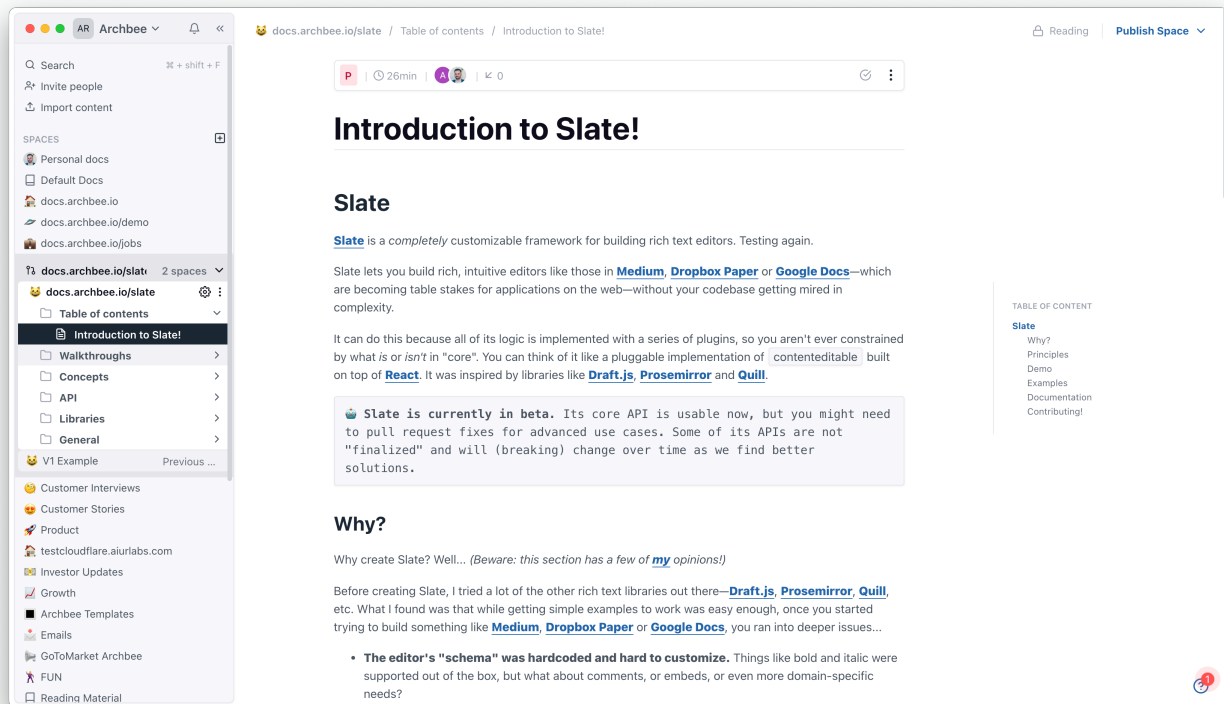 AR Archbee
Search ⌘ + shift + F
Invite people
Import content
SPACES
Personal docs
Default Docs
docs.archbee.io
docs.archbee.io/demo
docs.archbee.io/jobs
docs.archbee.io/slate 2 spaces
docs.archbee.io/slate
Table of contents
Introduction to Slate!
Walkthroughs
Concepts
API
Libraries
General
V1 Example Previous ...
Customer Interviews
Customer Stories
Product
testcloudflare.aiurlabs.com
Investor Updates
Growth
Archbee Templates
Emails
GoToMarket Archbee
FUN
Reading Material
docs.archbee.io/slate / Table of contents / Introduction to Slate!
Reading Publish Space
P | 26min | A | 0
Introduction to Slate!
Slate
Slate is a completely customizable framework for building rich text editors. Testing again.
Slate lets you build rich, intuitive editors like those in Medium, Dropbox Paper or Google Docs—which
are becoming table stakes for applications on the web—without your codebase getting mired in
complexity.
It can do this because all of its logic is implemented with a series of plugins, so you aren't ever constrained
by what is or isn't in "core". You can think of it like a pluggable implementation of contenteditable built
on top of React. It was inspired by libraries like Draft.js, Prosemirror and Quill.
Slate is currently in beta. Its core API is usable now, but you might need
to pull request fixes for advanced use cases. Some of its APIs are not
"finalized" and will (breaking) change over time as we find better
solutions.
Why?
Why create Slate? Well... (Beware: this section has a few of my opinions!)
Before creating Slate, I tried a lot of the other rich text libraries out there—Draft.js, Prosemirror, Quill,
etc. What I found was that while getting simple examples to work was easy enough, once you started
trying to build something like Medium, Dropbox Paper or Google Docs, you ran into deeper issues...
• The editor's "schema" was hardcoded and hard to customize. Things like bold and italic were
supported out of the box, but what about comments, or embeds, or even more domain-specific
needs?
TABLE OF CONTENT
Slate
Why?
Principles
Demo
Examples
Documentation
Contributing!
1